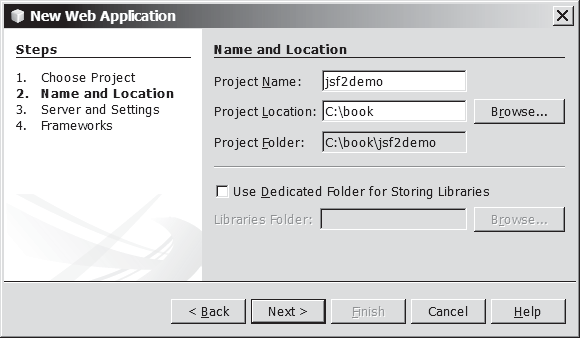 New Web Application
Steps
1. Choose Project
2. Name and Location
3. Server and Settings
4. Frameworks
Name and Location
Project Name: jsf2demo
Project Location: C:\book Browse...
Project Folder: C:\book\jsf2demo
Use Dedicated Folder for Storing Libraries
Libraries Folder: Browse...
< Back Next > Finish Cancel Help